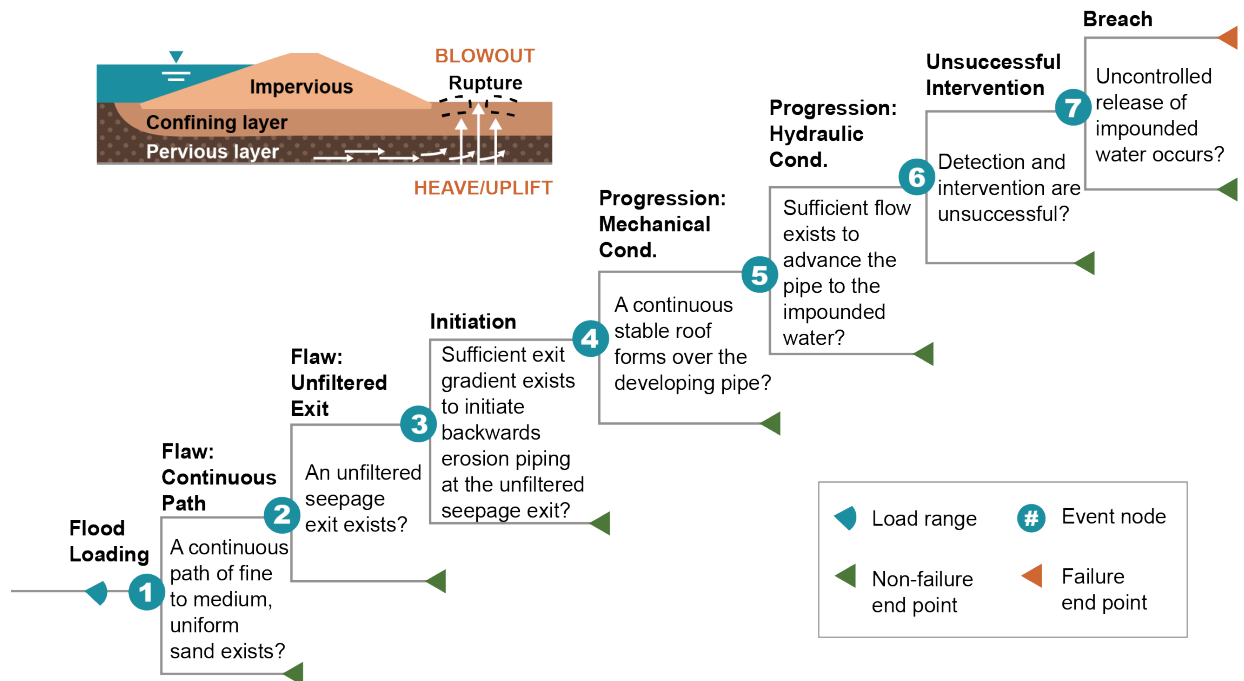 BLOWOUT
Rupture
Impervious
Confining layer
Pervious layer
HEAVE/UPLIFT
Flood
Loading
1
Flaw:
Continuous
Path
A continuous
path of fine
to medium,
uniform
sand exists?
2
Flaw:
Unfiltered
Exit
An unfiltered
seepage
exit exists?
3
Initiation
Sufficient exit
gradient exists
to initiate
backwards
erosion piping
at the unfiltered
seepage exit?
4
Progression:
Mechanical
Cond.
A continuous
stable roof
forms over the
developing pipe?
5
Progression:
Hydraulic
Cond.
Sufficient flow
exists to
advance the
pipe to the
impounded
water?
6
Unsuccessful
Intervention
Detection and
intervention are
unsuccessful?
7
Breach
Uncontrolled
release of
impounded
water occurs?
Load range
# Event node
Non-failure
end point
Failure
end point